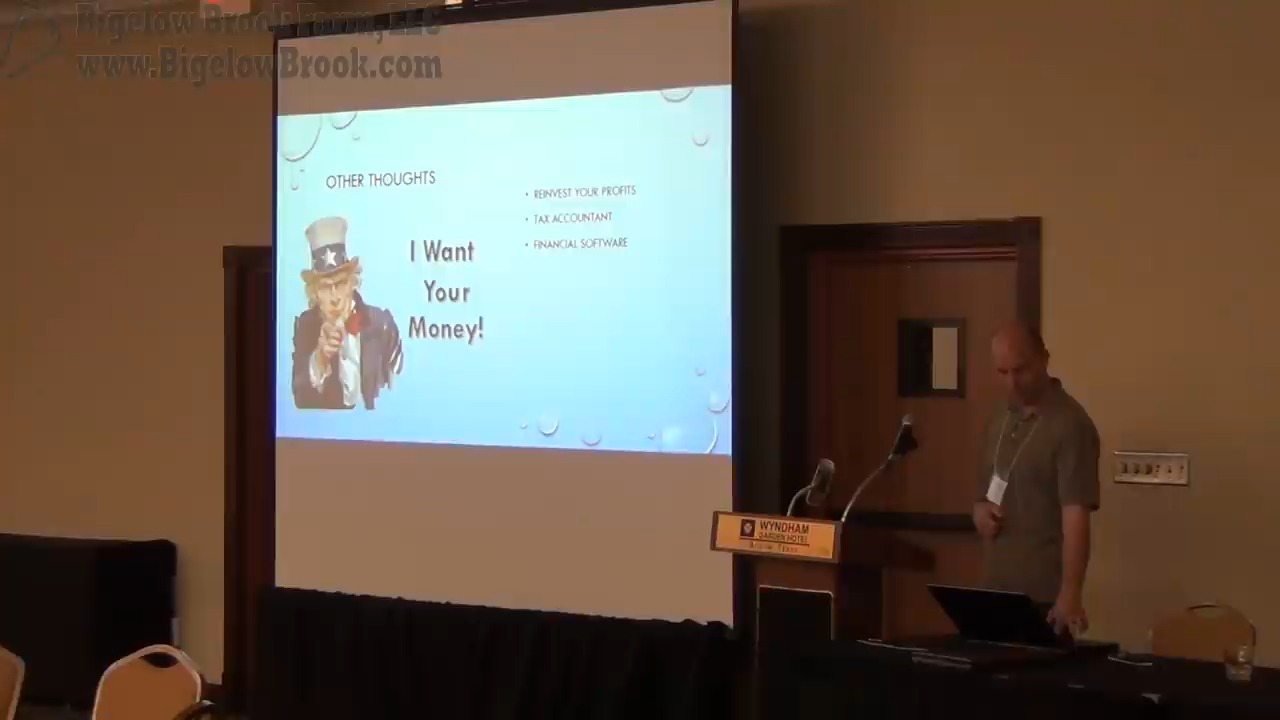 Bigelow Brook Farm, LLC
www.BigelowBrook.com
OTHER THOUGHTS
• REINVEST YOUR PROFITS
• TAX ACCOUNTANT
• FINANCIAL SOFTWARE
I Want
Your
Money!
WYNDHAM
GARDEN HOTEL